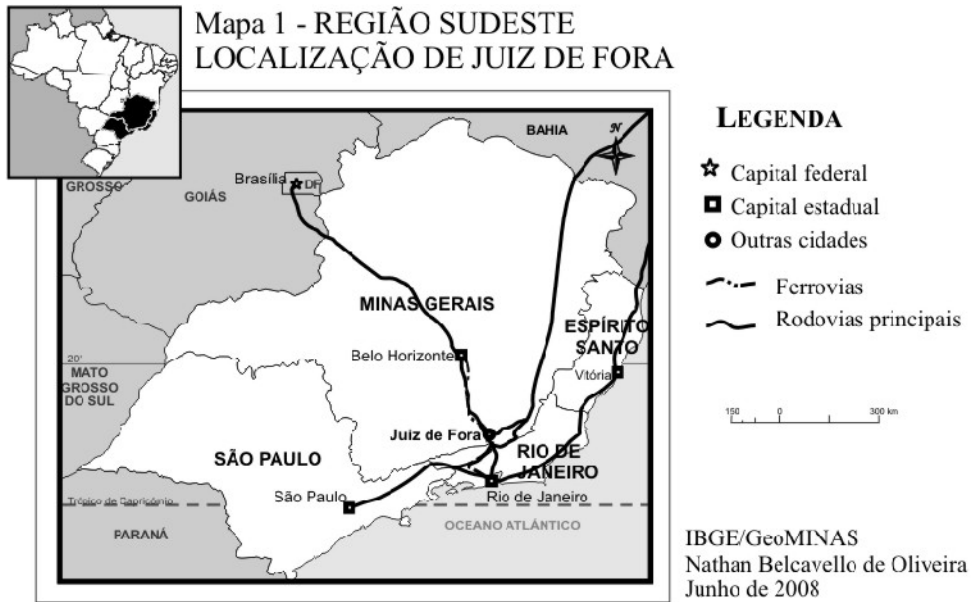 Mapa 1 - REGIÃO SUDESTE
LOCALIZAÇÃO DE JUIZ DE FORA
BAHIA
N
GROSSO
GOIÁS
Brasília
DF
MINAS GERAIS
Belo Horizonte
ESPÍRITO
SANTO
Vitória
20°
MATO
GROSSO
DO SUL
Juiz de Fora
SÃO PAULO
RIO DE
JANEIRO
São Paulo
Rio de Janeiro
Trópico de Capricórnio
PARANÁ
OCEANO ATLÂNTICO
LEGENDA
Capital federal
Capital estadual
Outras cidades
Ferrovias
Rodovias principais
150 0 300 km
IBGE/GeoMINAS
Nathan Belcavello de Oliveira
Junho de 2008